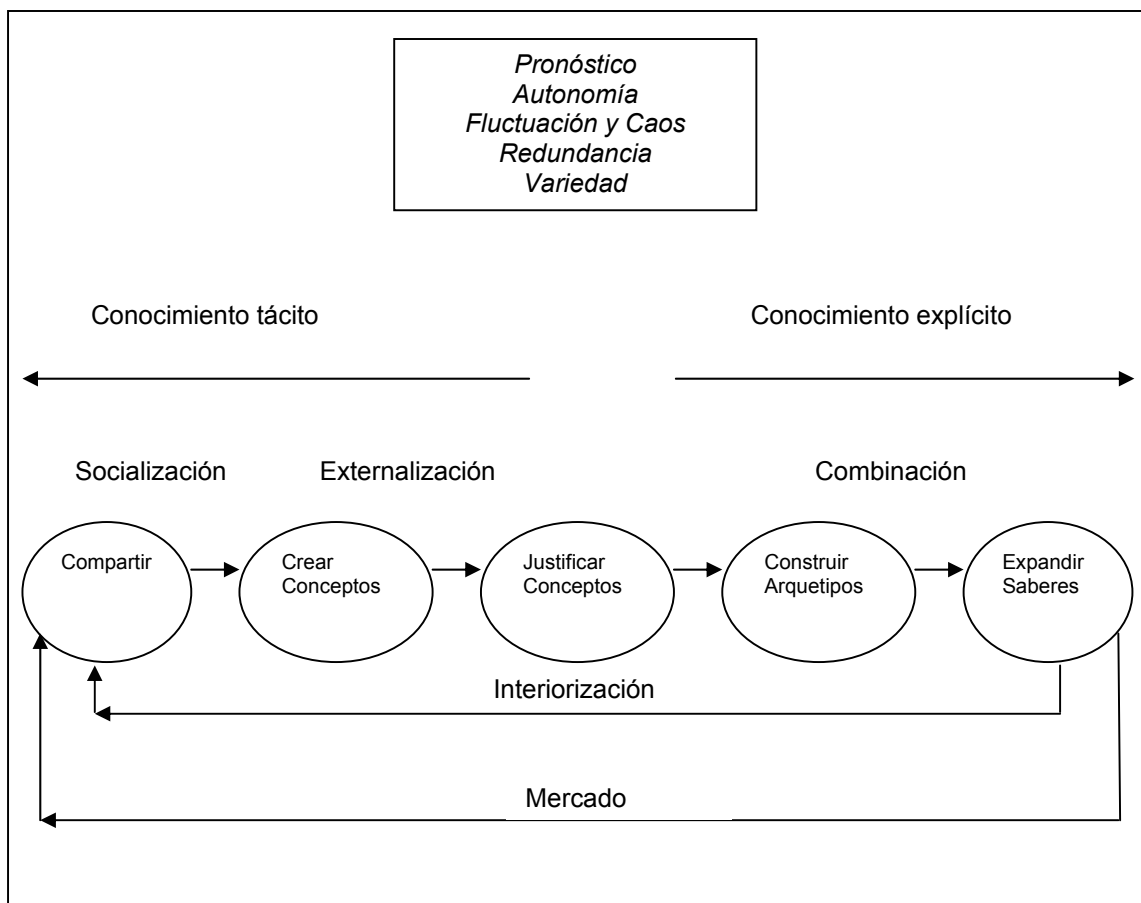 Pronóstico
Autonomía
Fluctuación y Caos
Redundancia
Variedad
Conocimiento tácito
Conocimiento explícito
Socialización
Externalización
Combinación
Compartir
Crear
Conceptos
Justificar
Conceptos
Construir
Arquetipos
Expandir
Saberes
Interiorización
Mercado